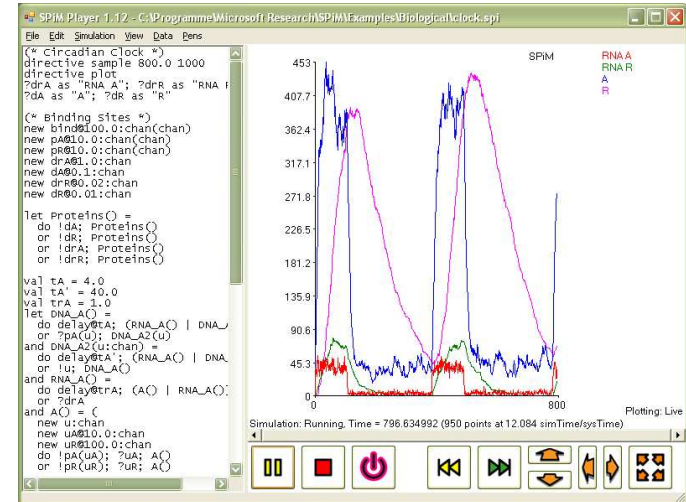 SPiM Player 1.12 - C:\Programme\Microsoft Research\SPiM\Examples\Biological\clock.spi
File Edit Simulation View Data Pens
(* Circadian Clock *)
directive sample 800.0 1000
directive plot
?drA as "RNA A"; ?drR as "RNA R
?dA as "A"; ?dR as "R"
(* Binding Sites *)
new bind@100.0:chan(chan)
new pA@10.0:chan(chan)
new pR@10.0:chan(chan)
new drA@1.0:chan
new dA@0.1:chan
new drR@0.02:chan
new dR@0.01:chan
let Proteins() =
do !dA; Proteins()
or !dR; Proteins()
or !drA; Proteins()
or !drR; Proteins()
val tA = 4.0
val tA' = 40.0
val trA = 1.0
let DNA_A() =
do delay@tA; (RNA_A() | DNA_A
or ?pA(u); DNA_A2(u)
and DNA_A2(u:chan) =
do delay@tA'; (RNA_A() | DNA_
or !u; DNA_A()
and RNA_A() =
do delay@trA; (A() | RNA_A()
or ?drA
and A() = (
new u:chan
new uA@10.0:chan
new uR@100.0:chan
do !pA(uA); ?uA; A()
or !pR(uR); ?uR; A()
SPiM
RNA A
RNA R
A
R
453
407.7
362.4
317.1
271.8
226.5
181.2
135.9
90.6
45.3
0
0
800
Plotting: Live
Simulation: Running, Time = 796.634992 (950 points at 12.084 simTime/sysTime)